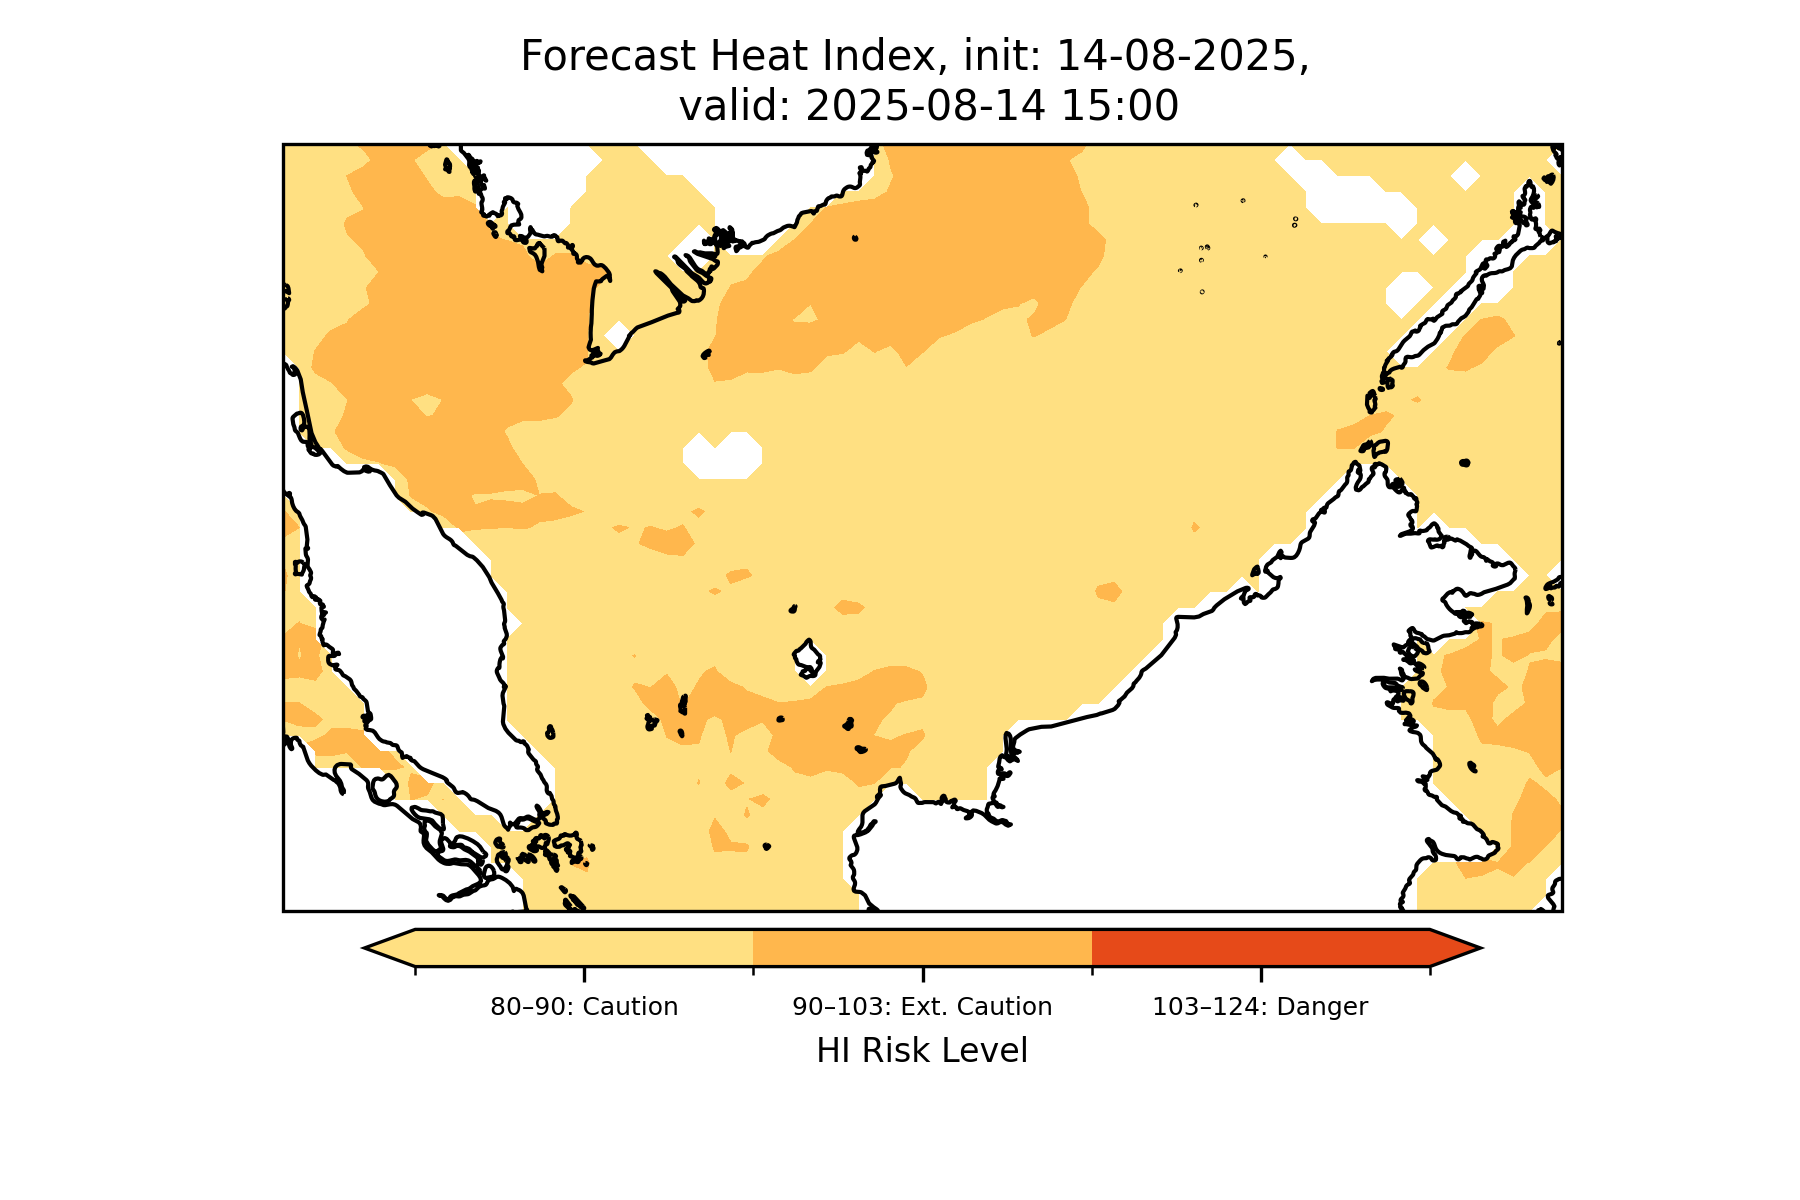 Forecast Heat Index, init: 14-08-2025,
valid: 2025-08-14 15:00
80–90: Caution
90–103: Ext. Caution
103–124: Danger
HI Risk Level